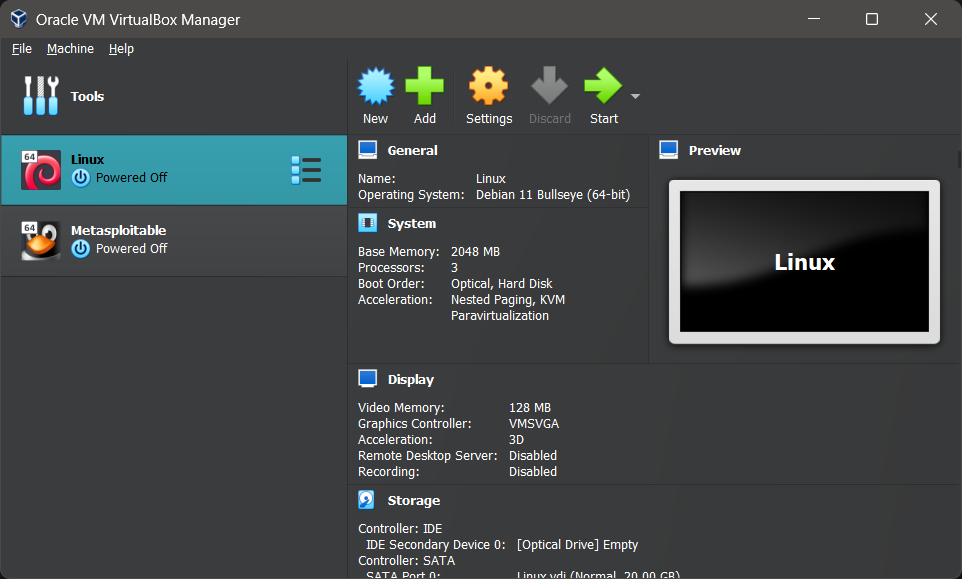 Oracle VM VirtualBox Manager
File Machine Help
Tools
64
Linux
Powered Off
64
Metasploitable
Powered Off
New Add Settings Discard Start
General
Name: Linux
Operating System: Debian 11 Bullseye (64-bit)
System
Base Memory: 2048 MB
Processors: 3
Boot Order: Optical, Hard Disk
Acceleration: Nested Paging, KVM
Paravirtualization
Preview
Linux
Display
Video Memory: 128 MB
Graphics Controller: VMSVGA
Acceleration: 3D
Remote Desktop Server: Disabled
Recording: Disabled
Storage
Controller: IDE
IDE Secondary Device 0: [Optical Drive] Empty
Controller: SATA
SATA Port 0: Linux.vdi (Normal, 20.00 GB)